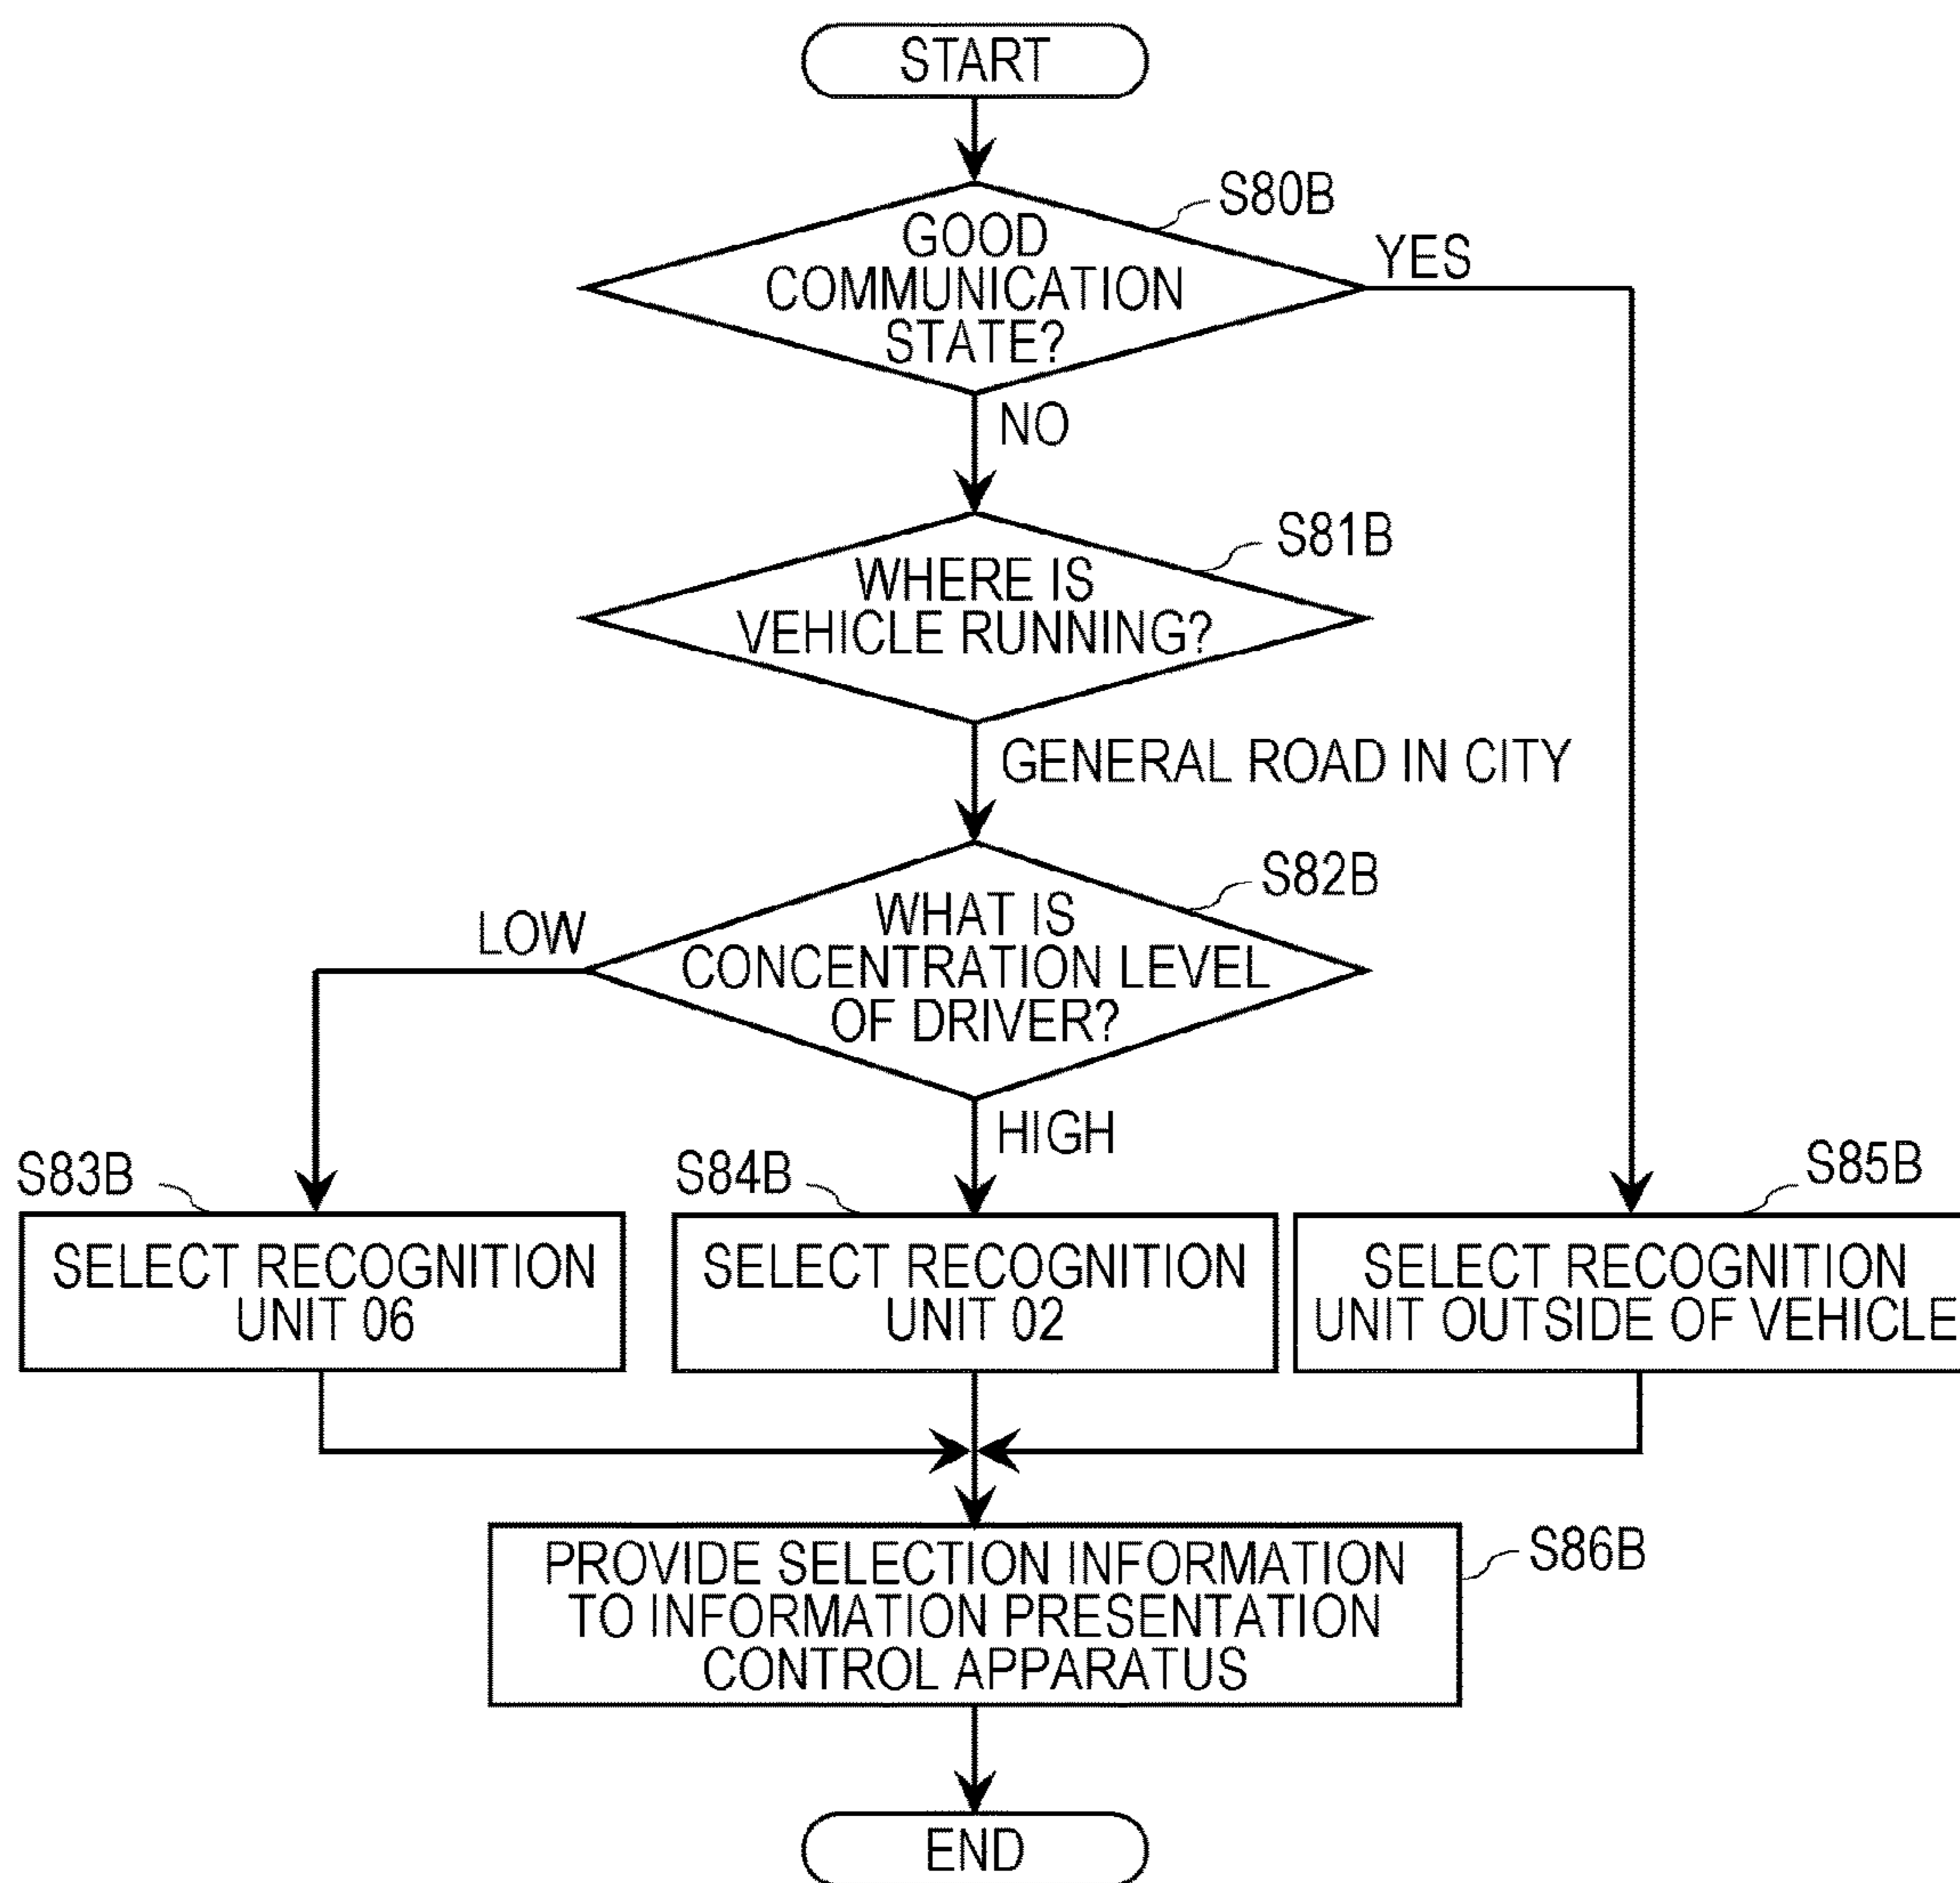 START
S80B
GOOD
COMMUNICATION
STATE?
YES
NO
S81B
WHERE IS
VEHICLE RUNNING?
GENERAL ROAD IN CITY
S82B
LOW
WHAT IS
CONCENTRATION LEVEL
OF DRIVER?
HIGH
S83B
SELECT RECOGNITION
UNIT 06
S84B
SELECT RECOGNITION
UNIT 02
S85B
SELECT RECOGNITION
UNIT OUTSIDE OF VEHICLE
S86B
PROVIDE SELECTION INFORMATION
TO INFORMATION PRESENTATION
CONTROL APPARATUS
END